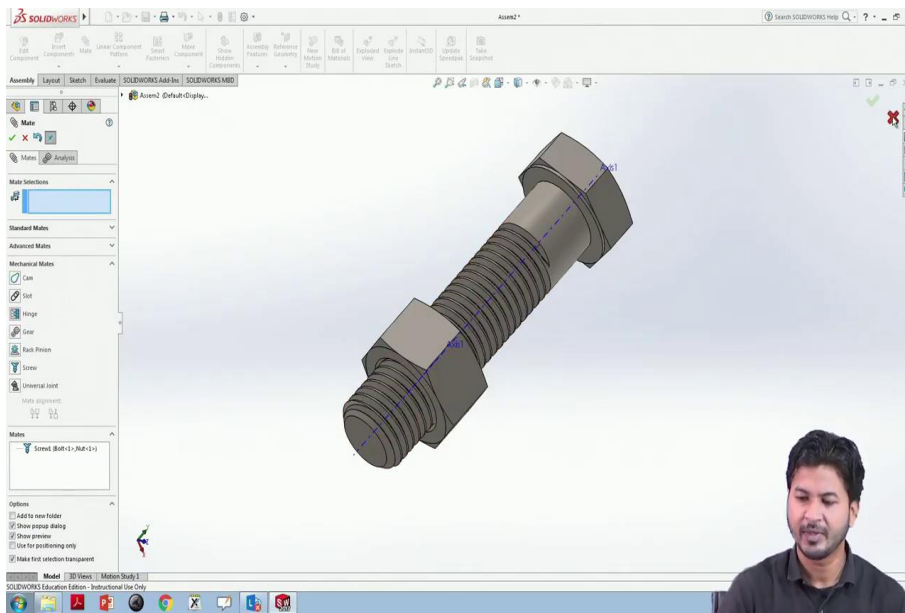 SOLIDWORKS
Assem2 *
Search SOLIDWORKS Help
Edit Component
Insert Components
Mate
Linear Component Pattern
Smart Fasteners
Move Component
Show Hidden Components
Assembly Features
Reference Geometry
New Motion Study
Bill of Materials
Exploded View
Explode Line Sketch
Instant3D
Update Speedpak
Take Snapshot
Assembly Layout Sketch Evaluate SOLIDWORKS Add-Ins SOLIDWORKS MBD
Assem2 (Default<Display...
Mate
Mates Analysis
Mate Selections
Standard Mates
Advanced Mates
Mechanical Mates
Cam
Slot
Hinge
Gear
Rack Pinion
Screw
Universal Joint
Mate alignment:
Mates
Screw1 (Bolt<1>,Nut<1>)
Options
Add to new folder
Show popup dialog
Show preview
Use for positioning only
Make first selection transparent
Axis1
Axis1
Model 3D Views Motion Study 1
SOLIDWORKS Education Edition - Instructional Use Only